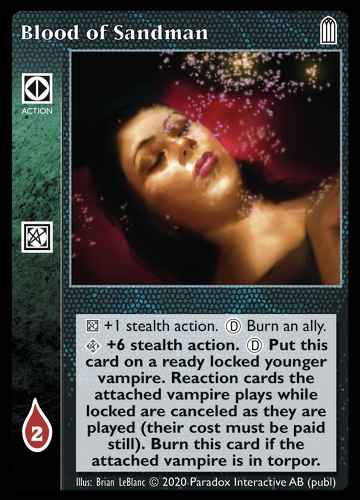 Blood of Sandman
ACTION
+1 stealth action. D Burn an ally.
+6 stealth action. D Put this
card on a ready locked younger
vampire. Reaction cards the
attached vampire plays while
locked are canceled as they are
played (their cost must be paid
still). Burn this card if the
attached vampire is in torpor.
2
Illus: Brian LeBlanc © 2020 Paradox Interactive AB (publ)